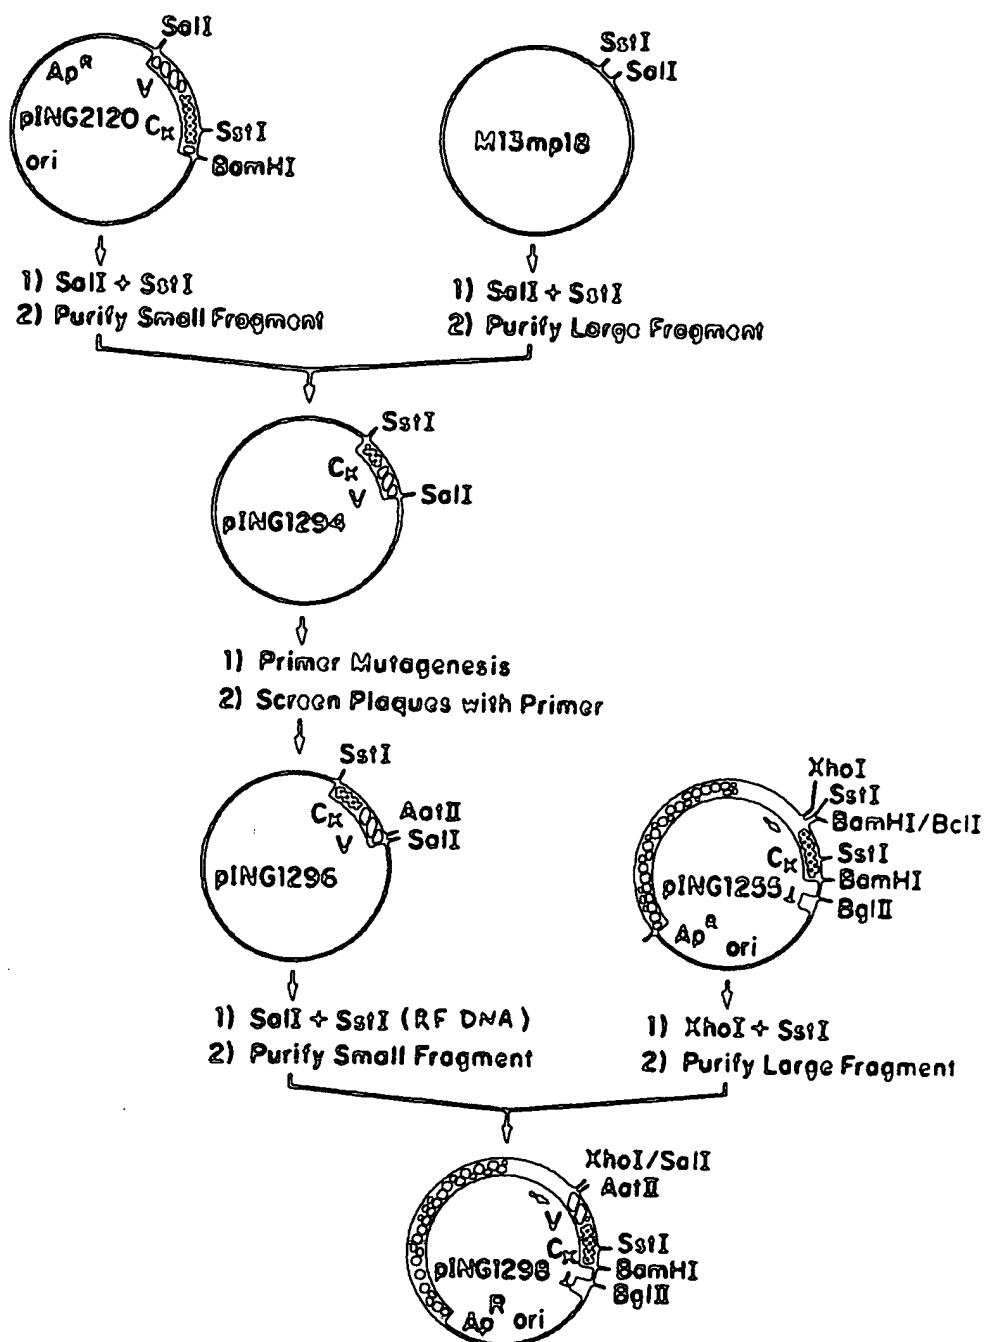 SalI
Ap^R
V
pING2120
Cκ
SstI
ori
BamHI
SstI
SalI
M13mp18
1) SalI + SstI
2) Purify Small Fragment
1) SalI + SstI
2) Purify Large Fragment
SstI
Cκ
V
SalI
pING1294
1) Primer Mutagenesis
2) Screen Plaques with Primer
SstI
AatII
SalI
Cκ
V
pING1296
XhoI
SstI
BamHI/BclI
SstI
Cκ
BamHI
pING1255
BglII
Ap^R
ori
1) SalI + SstI (RF DNA)
2) Purify Small Fragment
1) XhoI + SstI
2) Purify Large Fragment
XhoI/SalI
AatII
V
SstI
Cκ
BamHI
pING1298
BglII
Ap^R ori